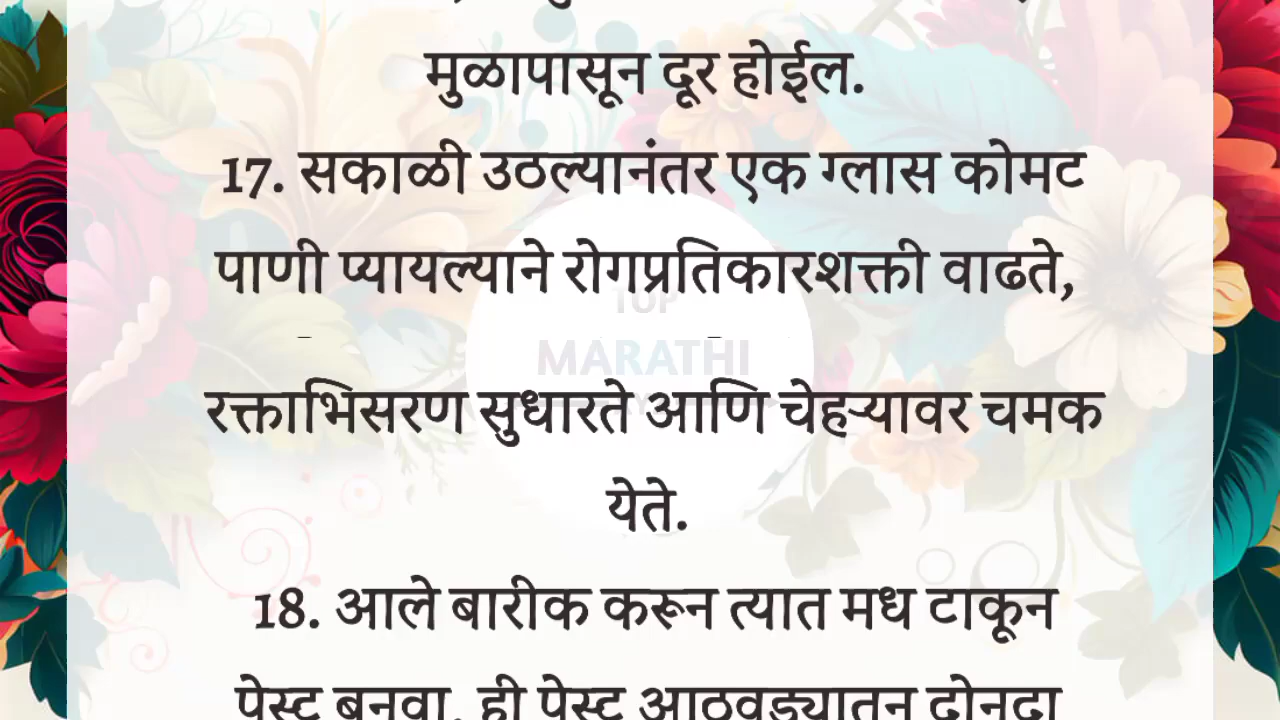 मुळापासून दूर होईल.
17. सकाळी उठल्यानंतर एक ग्लास कोमट
पाणी प्यायल्याने रोगप्रतिकारशक्ती वाढते,
TOP
MARATHI
रक्ताभिसरण सुधारते आणि चेहऱ्यावर चमक
येते.
18. आले बारीक करून त्यात मध टाकून
पेस्ट बनवा. ही पेस्ट आठवड्यातून दोनदा